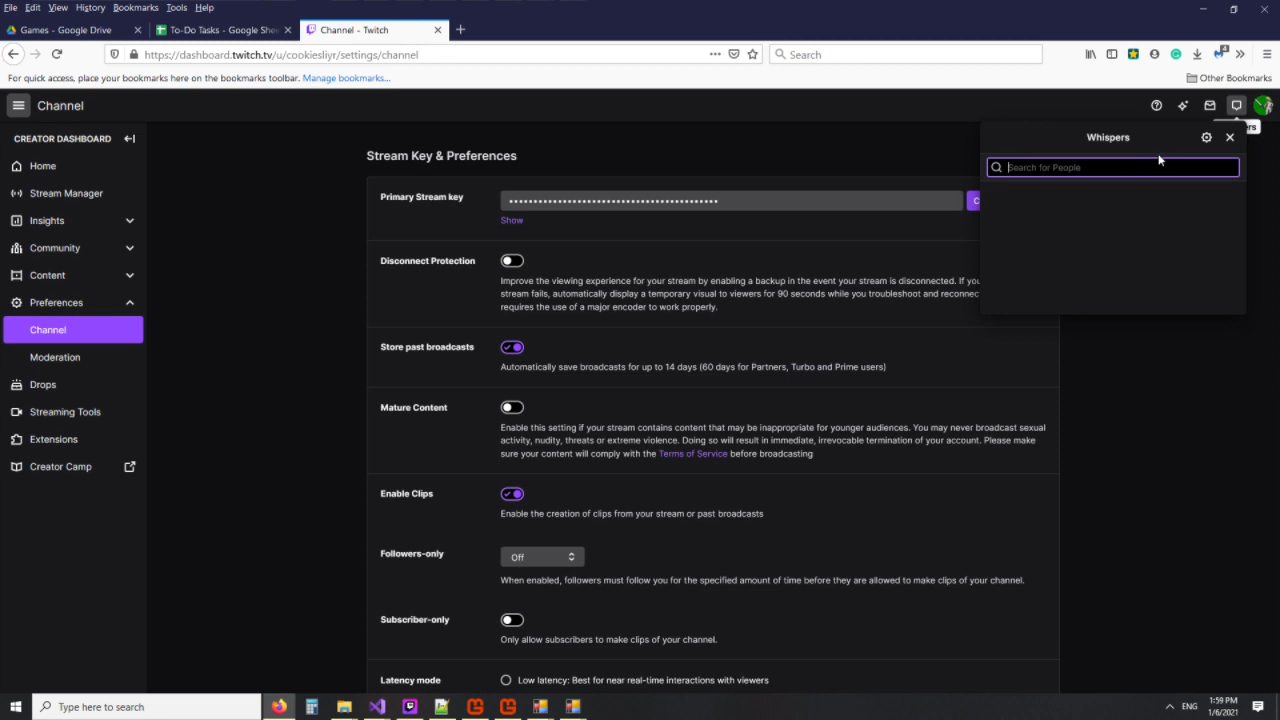 File Edit View History Bookmarks Tools Help
Games - Google Drive
To-Do Tasks - Google Shee
Channel - Twitch
https://dashboard.twitch.tv/u/cookiesliyr/settings/channel
Search
For quick access, place your bookmarks here on the bookmarks toolbar. Manage bookmarks...
Other Bookmarks
Channel
CREATOR DASHBOARD
Home
Stream Manager
Insights
Community
Content
Preferences
Channel
Moderation
Drops
Streaming Tools
Extensions
Creator Camp
Stream Key & Preferences
Primary Stream key
Show
Disconnect Protection
Improve the viewing experience for your stream by enabling a backup in the event your stream is disconnected. If you
stream fails, automatically display a temporary visual to viewers for 90 seconds while you troubleshoot and reconnec
requires the use of a major encoder to work properly.
Store past broadcasts
Automatically save broadcasts for up to 14 days (60 days for Partners, Turbo and Prime users)
Mature Content
Enable this setting if your stream contains content that may be inappropriate for younger audiences. You may never broadcast sexual
activity, nudity, threats or extreme violence. Doing so will result in immediate, irrevocable termination of your account. Please make
sure your content will comply with the Terms of Service before broadcasting
Enable Clips
Enable the creation of clips from your stream or past broadcasts
Followers-only
Off
When enabled, followers must follow you for the specified amount of time before they are allowed to make clips of your channel.
Subscriber-only
Only allow subscribers to make clips of your channel.
Latency mode
Low latency: Best for near real-time interactions with viewers
Whispers
Search for People
ers
Type here to search
ENG
1:59 PM
1/6/2021